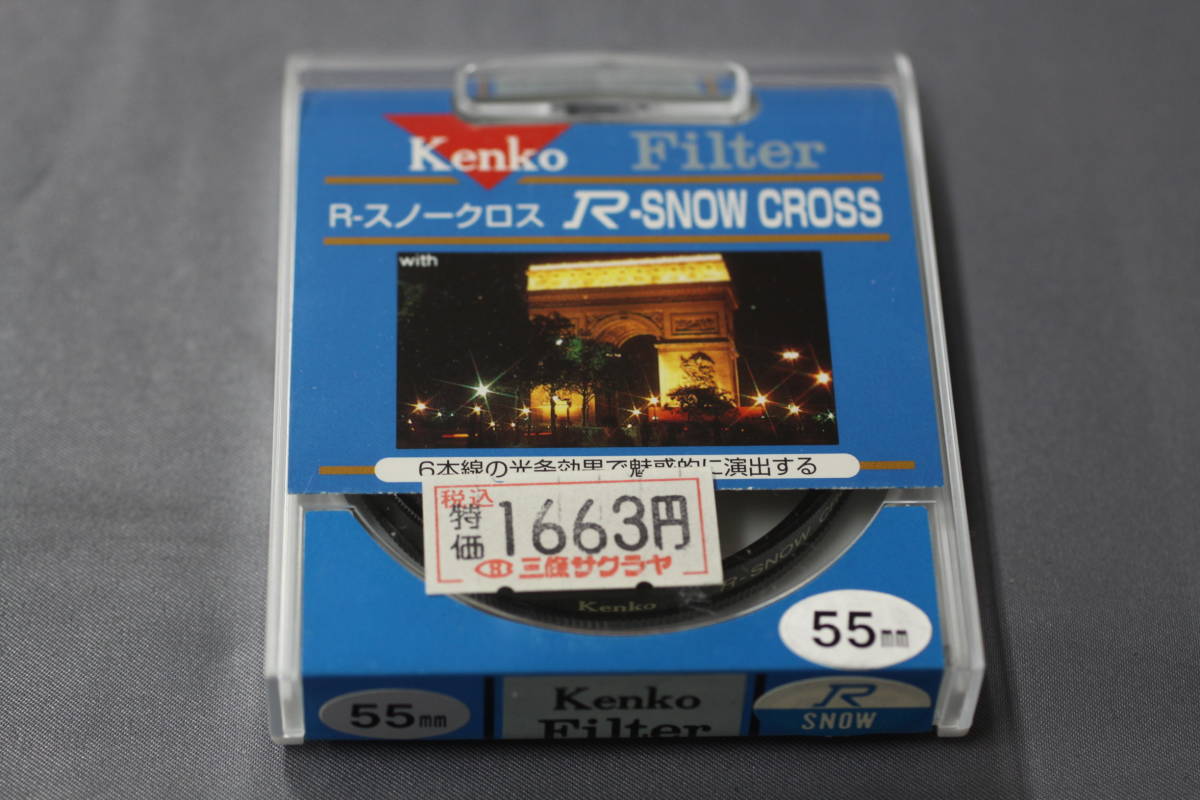 Kenko Filter
R-スノークロス R-SNOW CROSS
with
6本線の光条効果で魅惑的に演出する
税込
特価 1663円
三條サクラヤ
R-SNOW
Kenko
55mm
55mm
Kenko
Filter
R
SNOW